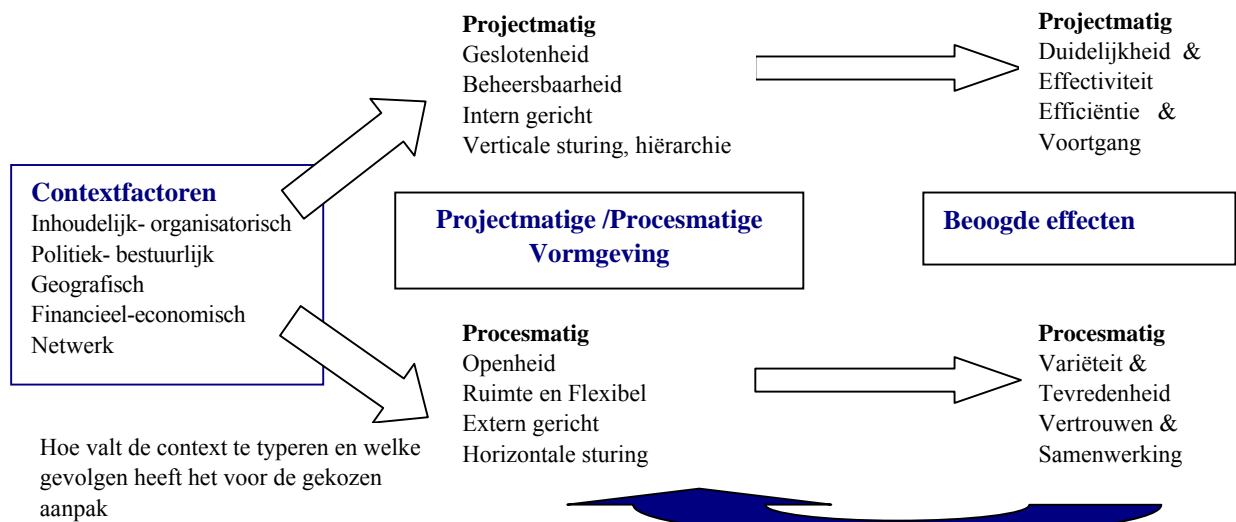 Projectmatig
Geslotenheid
Beheersbaarheid
Intern gericht
Verticale sturing, hiërarchie
Projectmatig
Duidelijkheid &
Effectiviteit
Efficiëntie &
Voortgang
Contextfactoren
Inhoudelijk- organisatorisch
Politiek- bestuurlijk
Geografisch
Financieel-economisch
Netwerk
Projectmatige /Procesmatige
Vormgeving
Beoogde effecten
Procesmatig
Openheid
Ruimte en Flexibel
Extern gericht
Horizontale sturing
Procesmatig
Variëteit &
Tevredenheid
Vertrouwen &
Samenwerking
Hoe valt de context te typeren en welke
gevolgen heeft het voor de gekozen
aanpak